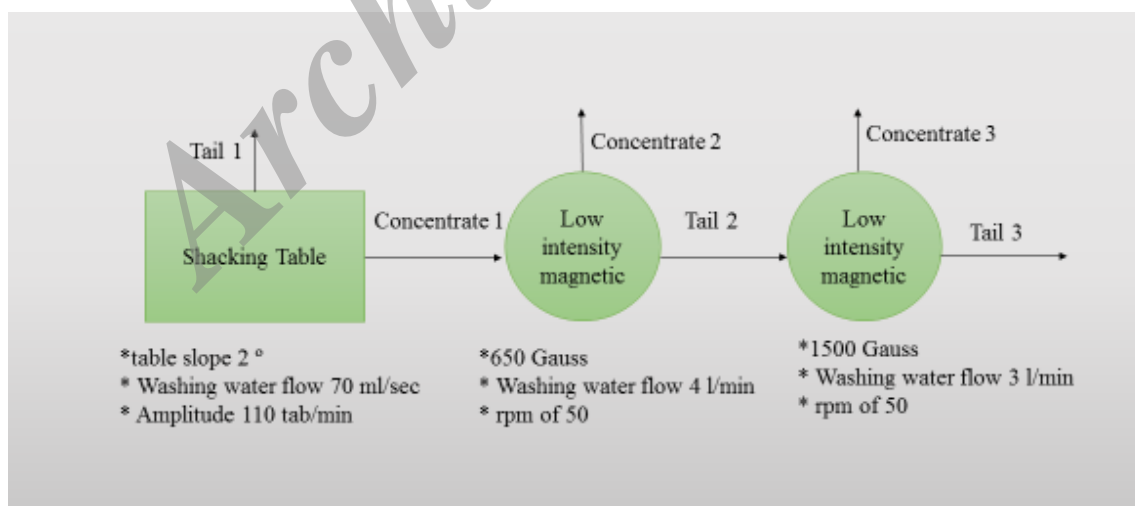 Tail 1
Shacking Table
Concentrate 1
*table slope 2 º
* Washing water flow 70 ml/sec
* Amplitude 110 tab/min
Concentrate 2
Low
intensity
magnetic
Tail 2
*650 Gauss
* Washing water flow 4 l/min
* rpm of 50
Concentrate 3
Low
intensity
magnetic
Tail 3
*1500 Gauss
* Washing water flow 3 l/min
* rpm of 50